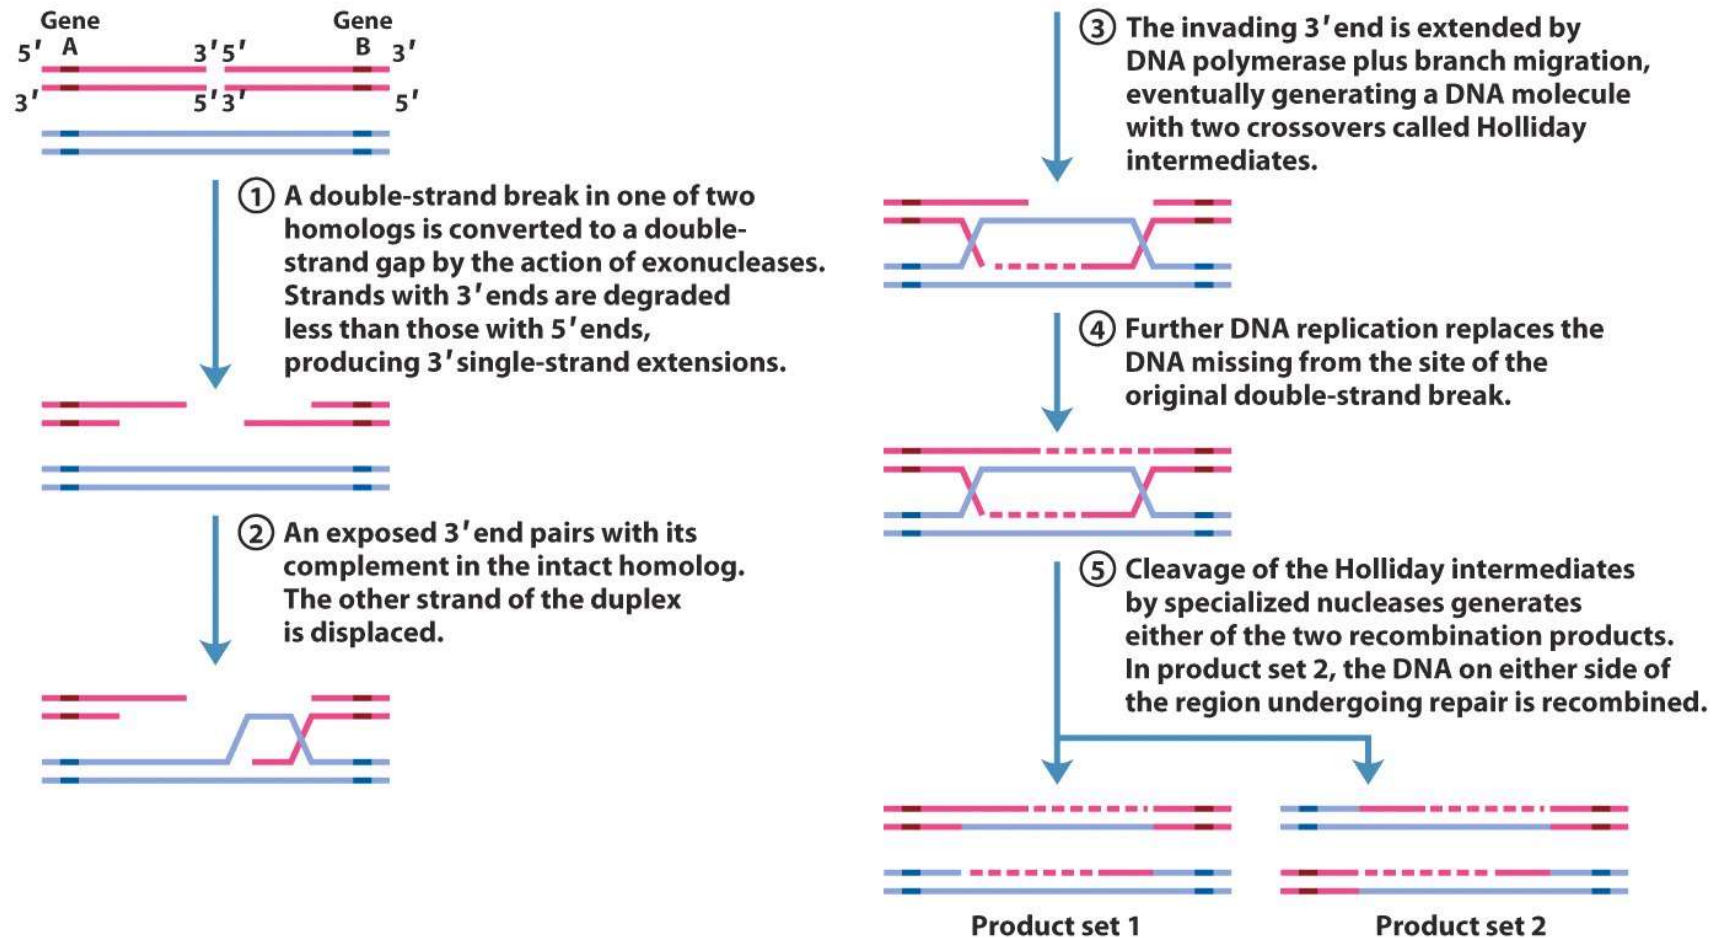 Gene Gene
A B
5′ 3′ 5′ 3′
3′ 5′ 3′ 5′
1 A double-strand break in one of two
homologs is converted to a double-
strand gap by the action of exonucleases.
Strands with 3′ ends are degraded
less than those with 5′ ends,
producing 3′ single-strand extensions.
2 An exposed 3′ end pairs with its
complement in the intact homolog.
The other strand of the duplex
is displaced.
3 The invading 3′ end is extended by
DNA polymerase plus branch migration,
eventually generating a DNA molecule
with two crossovers called Holliday
intermediates.
4 Further DNA replication replaces the
DNA missing from the site of the
original double-strand break.
5 Cleavage of the Holliday intermediates
by specialized nucleases generates
either of the two recombination products.
In product set 2, the DNA on either side of
the region undergoing repair is recombined.
Product set 1 Product set 2